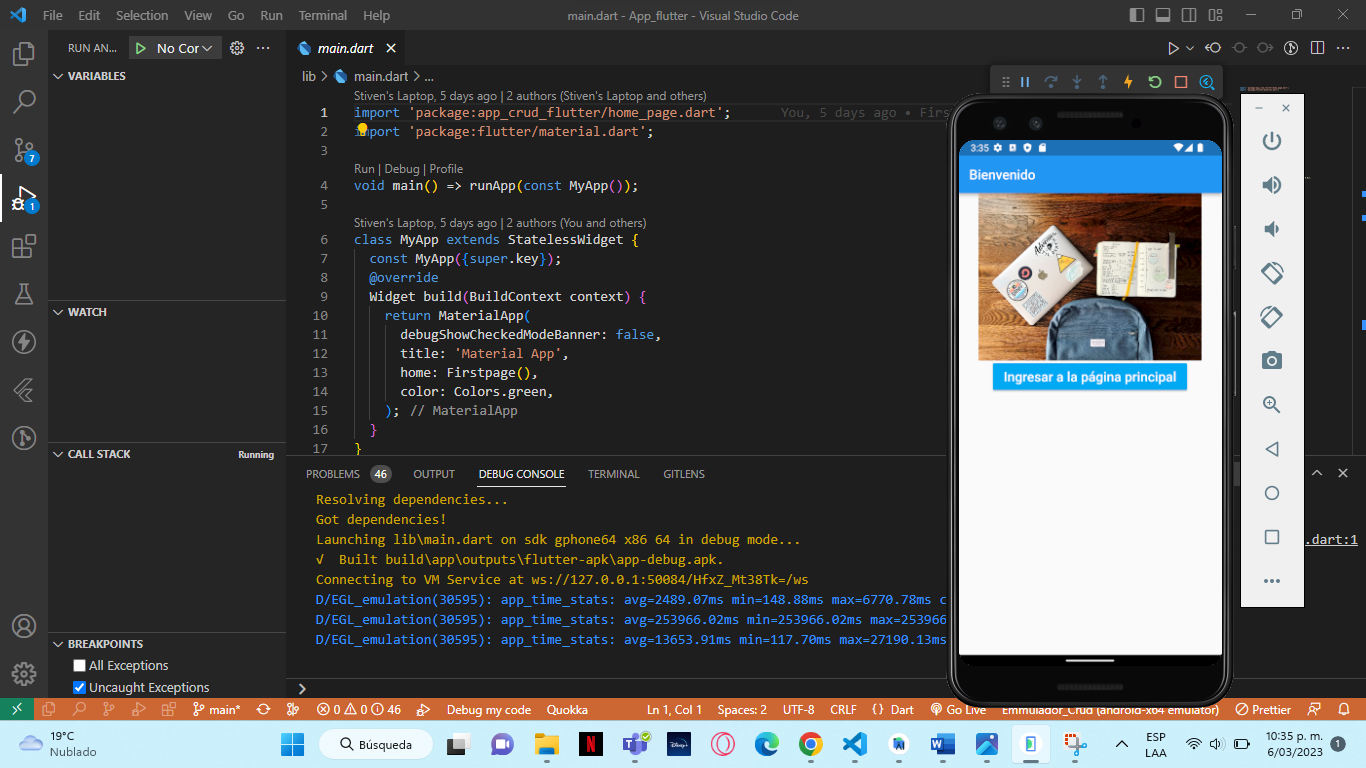 File Edit Selection View Go Run Terminal Help
main.dart - App_flutter - Visual Studio Code
RUN AN...
No Cor
VARIABLES
WATCH
CALL STACK
Running
BREAKPOINTS
All Exceptions
Uncaught Exceptions
7
1
main.dart
lib > main.dart > ...
Stiven's Laptop, 5 days ago | 2 authors (Stiven's Laptop and others)
1 import 'package:app_crud_flutter/home_page.dart'; You, 5 days ago • Firs
2 import 'package:flutter/material.dart';
3
Run | Debug | Profile
4 void main() => runApp(const MyApp());
5
Stiven's Laptop, 5 days ago | 2 authors (You and others)
6 class MyApp extends StatelessWidget {
7 const MyApp({super.key});
8 @override
9 Widget build(BuildContext context) {
10 return MaterialApp(
11 debugShowCheckedModeBanner: false,
12 title: 'Material App',
13 home: Firstpage(),
14 color: Colors.green,
15 ); // MaterialApp
16 }
17 }
PROBLEMS 46 OUTPUT DEBUG CONSOLE TERMINAL GITLENS
Resolving dependencies...
Got dependencies!
Launching lib\main.dart on sdk gphone64 x86 64 in debug mode...
√ Built build\app\outputs\flutter-apk\app-debug.apk.
Connecting to VM Service at ws://127.0.0.1:50084/HfxZ_Mt38Tk=/ws
D/EGL_emulation(30595): app_time_stats: avg=2489.07ms min=148.88ms max=6770.78ms c
D/EGL_emulation(30595): app_time_stats: avg=253966.02ms min=253966.02ms max=253966
D/EGL_emulation(30595): app_time_stats: avg=13653.91ms min=117.70ms max=27190.13ms
.dart:1
3:35
Bienvenido
Adventure
Ingresar a la página principal
main* 0 0 46 Debug my code Quokka Ln 1, Col 1 Spaces: 2 UTF-8 CRLF {} Dart Go Live Emmulador_Crud (android-x64 emulator) Prettier
19°C
Nublado
Búsqueda
ESP
LAA
10:35 p. m.
6/03/2023
1